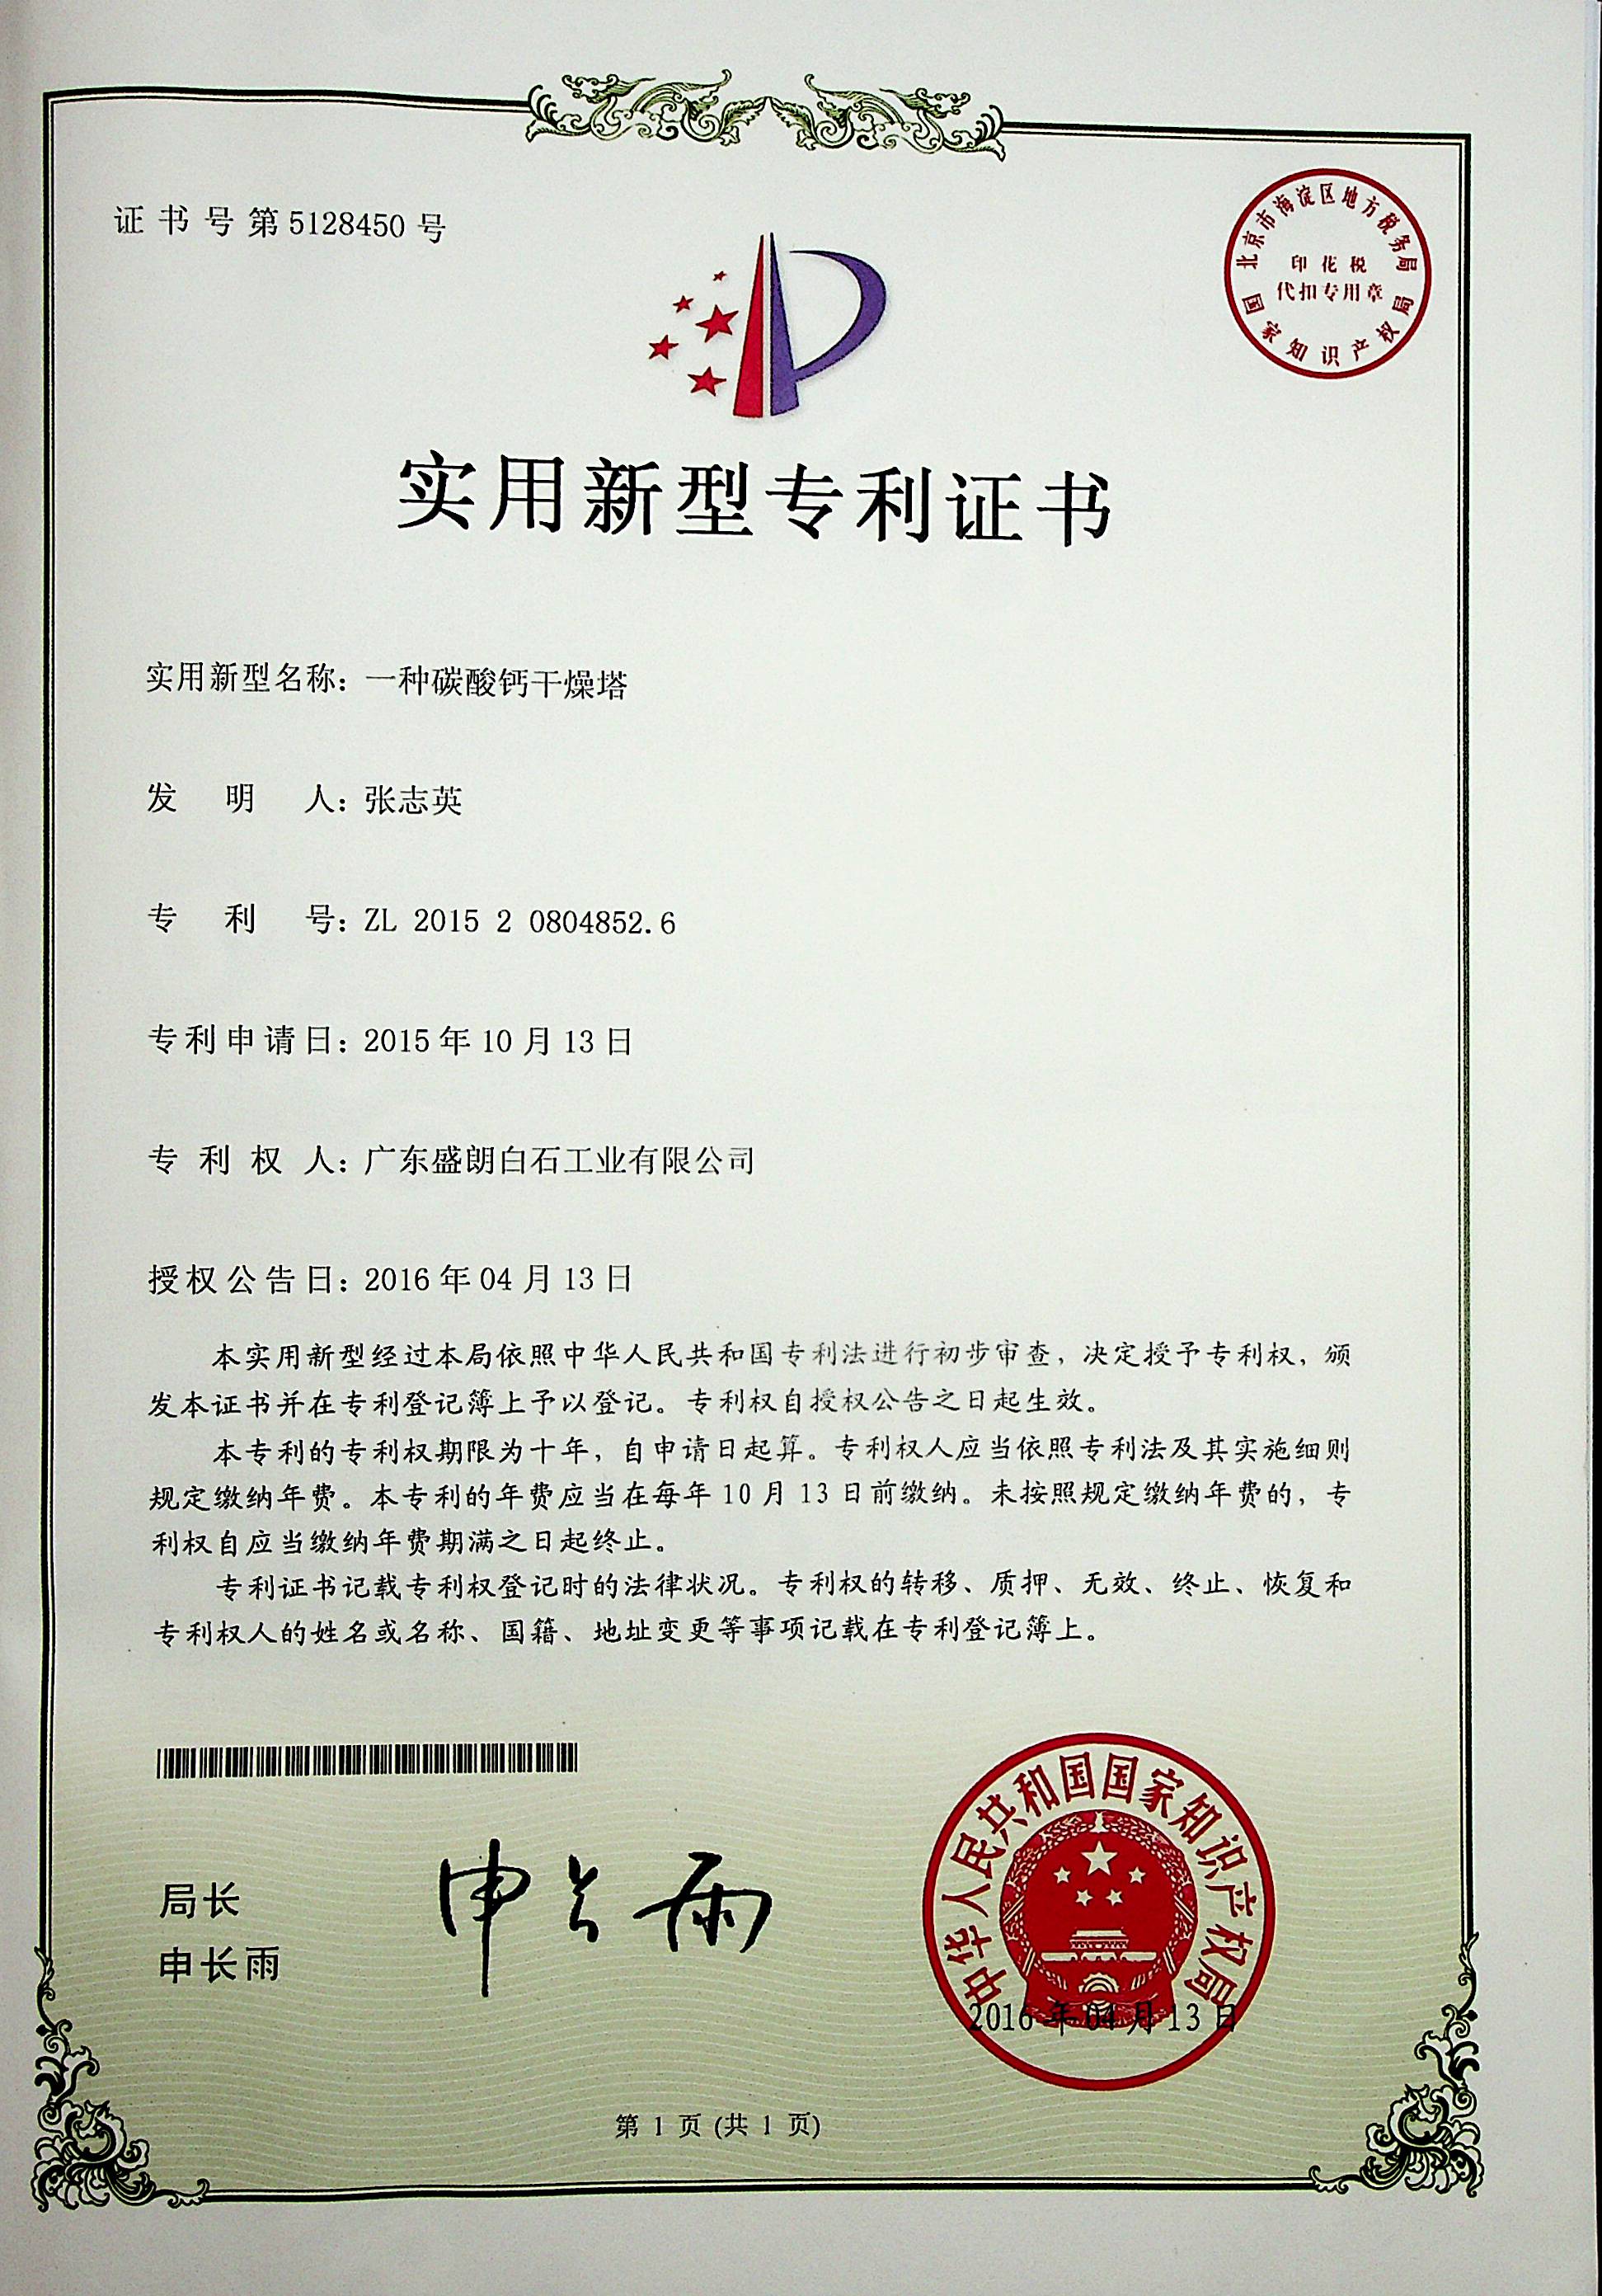 证书号第5128450号
北京市海淀区地方税务局
印花税
代扣专用章
国家知识产权局
实用新型专利证书
实用新型名称：一种碳酸钙干燥塔
发明人：张志英
专利号：ZL 2015 2 0804852.6
专利申请日：2015年10月13日
专利权人：广东盛朗白石工业有限公司
授权公告日：2016年04月13日
本实用新型经过本局依照中华人民共和国专利法进行初步审查，决定授予专利权，颁
发本证书并在专利登记簿上予以登记。专利权自授权公告之日起生效。
本专利的专利权期限为十年，自申请日起算。专利权人应当依照专利法及其实施细则
规定缴纳年费。本专利的年费应当在每年10月13日前缴纳。未按照规定缴纳年费的，专
利权自应当缴纳年费期满之日起终止。
专利证书记载专利权登记时的法律状况。专利权的转移、质押、无效、终止、恢复和
专利权人的姓名或名称、国籍、地址变更等事项记载在专利登记簿上。
局长
申长雨
申长雨
中华人民共和国国家知识产权局
2016年04月13日
第1页(共1页)